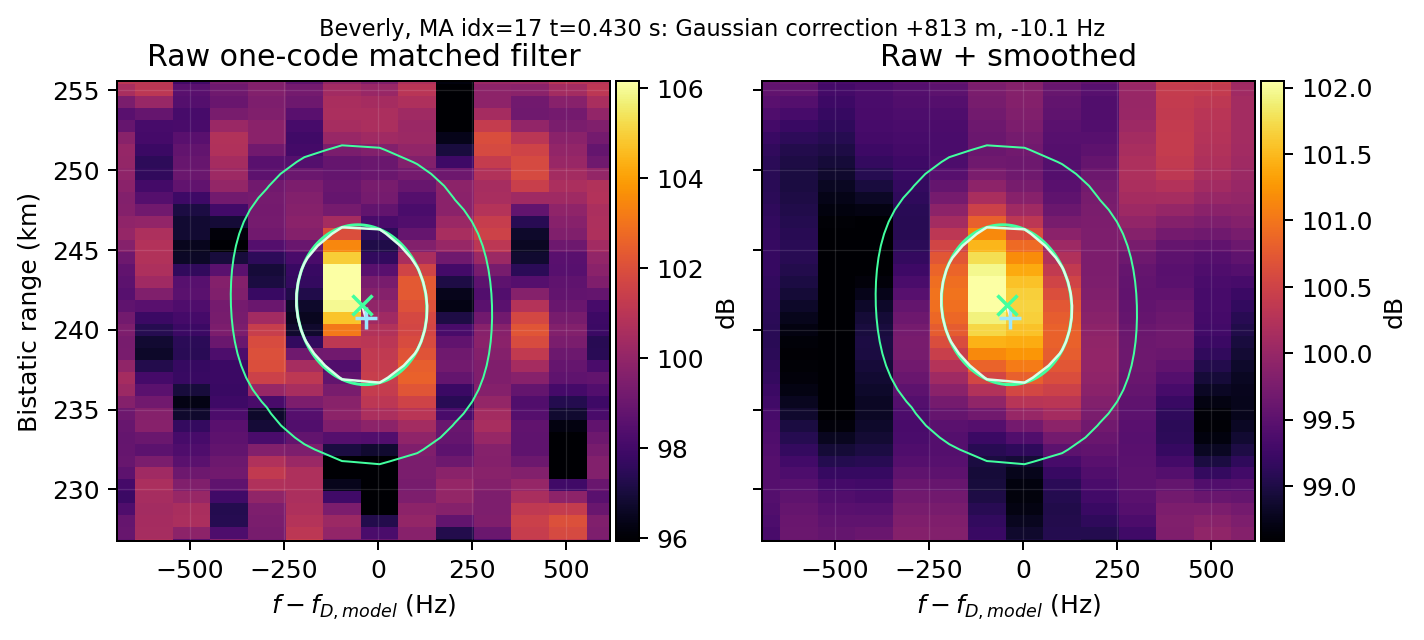 Beverly, MA idx=17 t=0.430 s: Gaussian correction +813 m, -10.1 Hz
Raw one-code matched filter
Raw + smoothed
Bistatic range (km)
255
250
245
240
235
230
−500 −250 0 250 500
f − f_{D, model} (Hz)
106
104
102
100
98
96
dB
−500 −250 0 250 500
f − f_{D, model} (Hz)
102.0
101.5
101.0
100.5
100.0
99.5
99.0
dB